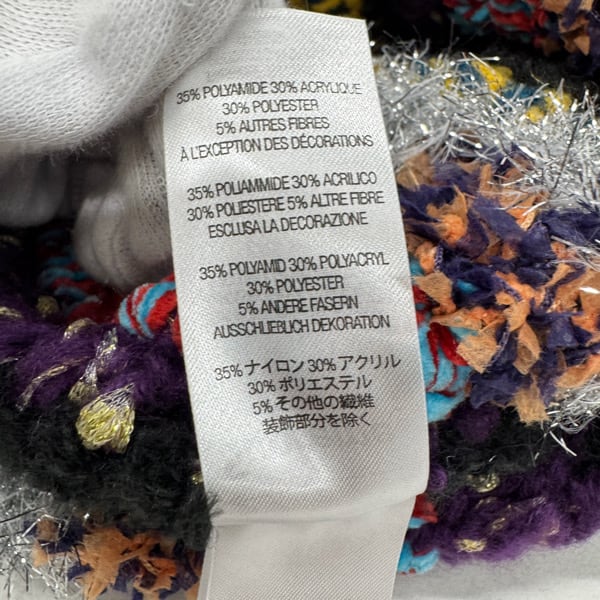 35% POLYAMIDE 30% ACRYLIQUE
30% POLYESTER
5% AUTRES FIBRES
À L'EXCEPTION DES DÉCORATIONS
35% POLIAMMIDE 30% ACRILICO
30% POLIESTERE 5% ALTRE FIBRE
ESCLUSA LA DECORAZIONE
35% POLYAMID 30% POLYACRYL
30% POLYESTER
5% ANDERE FASERN
AUSSCHLIEBLICH DEKORATION
35% ナイロン 30% アクリル
30% ポリエステル
5% その他の繊維
装飾部分を除く